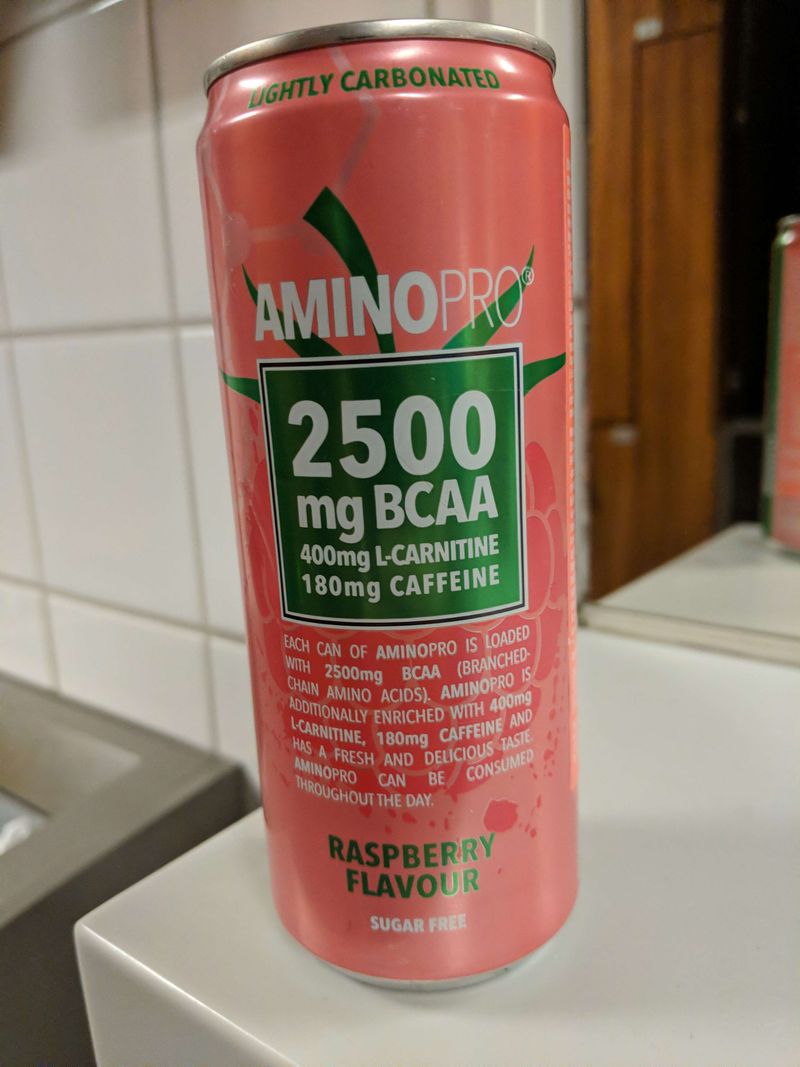 LIGHTLY CARBONATED
AMINOPRO®
2500
mg BCAA
400mg L-CARNITINE
180mg CAFFEINE
EACH CAN OF AMINOPRO IS LOADED
WITH 2500mg BCAA (BRANCHED-
CHAIN AMINO ACIDS). AMINOPRO IS
ADDITIONALLY ENRICHED WITH 400mg
L-CARNITINE, 180mg CAFFEINE AND
HAS A FRESH AND DELICIOUS TASTE.
AMINOPRO CAN BE CONSUMED
THROUGHOUT THE DAY.
RASPBERRY
FLAVOUR
SUGAR FREE